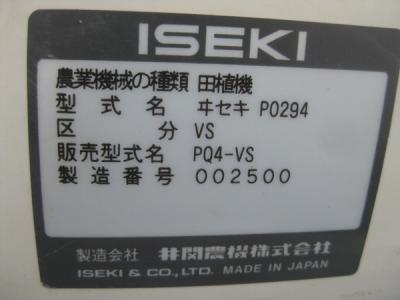 ISEKI
農業機械の種類 田植機
型式名 ヰセキ P0294
区分 VS
販売型式名 PQ4-VS
製造番号 002500
製造会社 井関農機株式会社
ISEKI & CO., LTD. MADE IN JAPAN